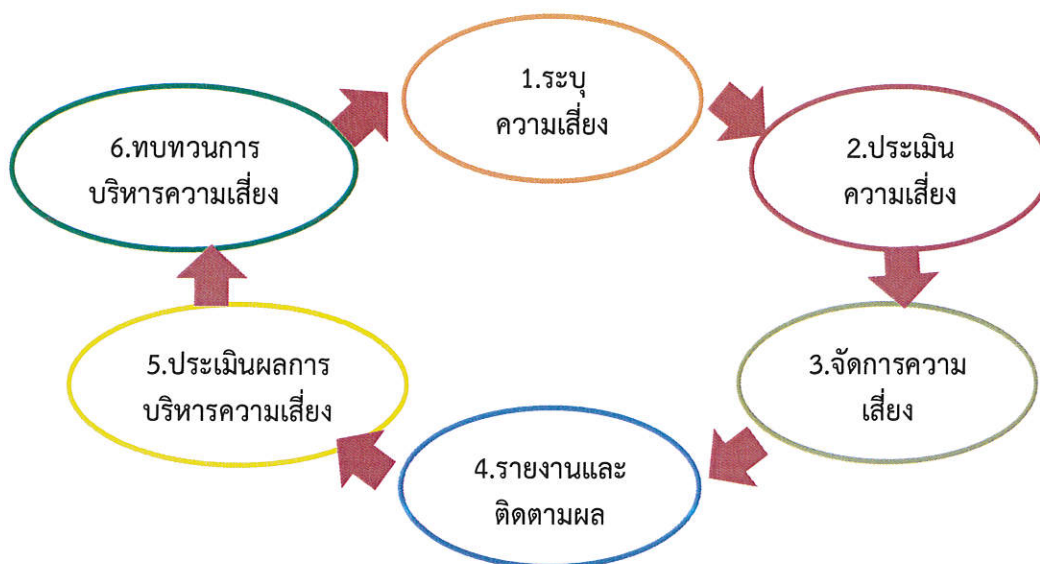 1.ระบุ
ความเสี่ยง
2.ประเมิน
ความเสี่ยง
3.จัดการความ
เสี่ยง
4.รายงานและ
ติดตามผล
5.ประเมินผลการ
บริหารความเสี่ยง
6.ทบทวนการ
บริหารความเสี่ยง